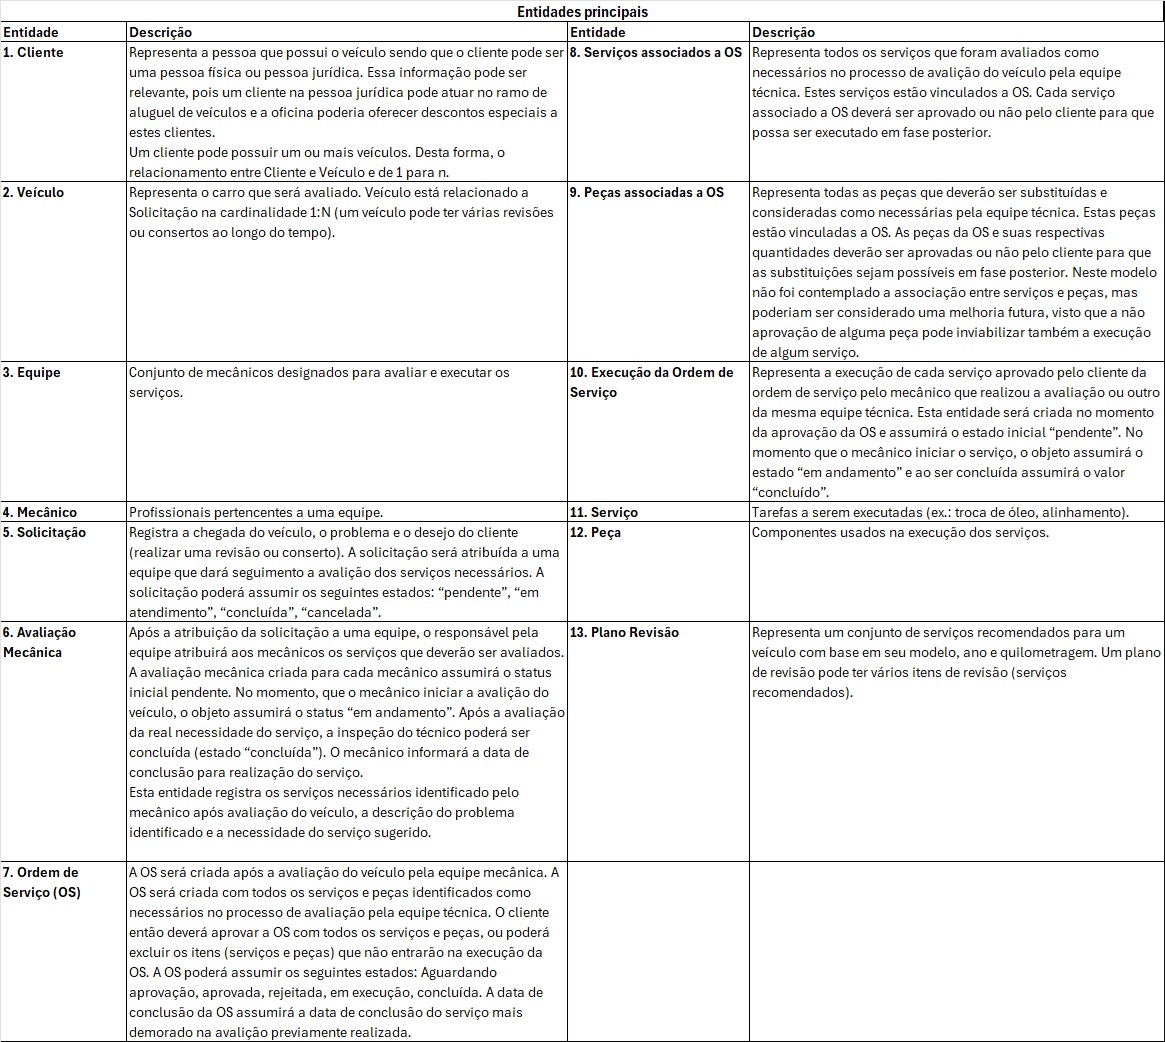 Entidades principais
Entidade
Descrição
Entidade
Descrição
1. Cliente
Representa a pessoa que possui o veículo sendo que o cliente pode ser
uma pessoa física ou pessoa jurídica. Essa informação pode ser
relevante, pois um cliente na pessoa jurídica pode atuar no ramo de
aluguel de veículos e a oficina poderia oferecer descontos especiais a
estes clientes.
Um cliente pode possuir um ou mais veículos. Desta forma, o
relacionamento entre Cliente e Veículo e de 1 para n.
8. Serviços associados a OS
Representa todos os serviços que foram avaliados como
necessários no processo de avalição do veículo pela equipe
técnica. Estes serviços estão vinculados a OS. Cada serviço
associado a OS deverá ser aprovado ou não pelo cliente para que
possa ser executado em fase posterior.
2. Veículo
Representa o carro que será avaliado. Veículo está relacionado a
Solicitação na cardinalidade 1:N (um veículo pode ter várias revisões
ou consertos ao longo do tempo).
9. Peças associadas a OS
Representa todas as peças que deverão ser substituídas e
consideradas como necessárias pela equipe técnica. Estas peças
estão vinculadas a OS. As peças da OS e suas respectivas
quantidades deverão ser aprovadas ou não pelo cliente para que
as substituições sejam possíveis em fase posterior. Neste modelo
não foi contemplado a associação entre serviços e peças, mas
poderiam ser considerado uma melhoria futura, visto que a não
aprovação de alguma peça pode inviabilizar também a execução
de algum serviço.
3. Equipe
Conjunto de mecânicos designados para avaliar e executar os
serviços.
10. Execução da Ordem de
Serviço
Representa a execução de cada serviço aprovado pelo cliente da
ordem de serviço pelo mecânico que realizou a avaliação ou outro
da mesma equipe técnica. Esta entidade será criada no momento
da aprovação da OS e assumirá o estado inicial “pendente”. No
momento que o mecânico iniciar o serviço, o objeto assumirá o
estado “em andamento” e ao ser concluída assumirá o valor
“concluído”.
4. Mecânico
Profissionais pertencentes a uma equipe.
11. Serviço
Tarefas a serem executadas (ex.: troca de óleo, alinhamento).
5. Solicitação
Registra a chegada do veículo, o problema e o desejo do cliente
(realizar uma revisão ou conserto). A solicitação será atribuída a uma
equipe que dará seguimento a avalição dos serviços necessários. A
solicitação poderá assumir os seguintes estados: “pendente”, “em
atendimento”, “concluída”, “cancelada”.
12. Peça
Componentes usados na execução dos serviços.
6. Avaliação
Mecânica
Após a atribuição da solicitação a uma equipe, o responsável pela
equipe atribuirá aos mecânicos os serviços que deverão ser avaliados.
A avaliação mecânica criada para cada mecânico assumirá o status
inicial pendente. No momento, que o mecânico iniciar a avalição do
veículo, o objeto assumirá o status “em andamento”. Após a avaliação
da real necessidade do serviço, a inspeção do técnico poderá ser
concluída (estado “concluída”). O mecânico informará a data de
conclusão para realização do serviço.
Esta entidade registra os serviços necessários identificado pelo
mecânico após avaliação do veículo, a descrição do problema
identificado e a necessidade do serviço sugerido.
13. Plano Revisão
Representa um conjunto de serviços recomendados para um
veículo com base em seu modelo, ano e quilometragem. Um plano
de revisão pode ter vários itens de revisão (serviços
recomendados).
7. Ordem de
Serviço (OS)
A OS será criada após a avaliação do veículo pela equipe mecânica. A
OS será criada com todos os serviços e peças identificados como
necessários no processo de avaliação pela equipe técnica. O cliente
então deverá aprovar a OS com todos os serviços e peças, ou poderá
excluir os itens (serviços e peças) que não entrarão na execução da
OS. A OS poderá assumir os seguintes estados: Aguardando
aprovação, aprovada, rejeitada, em execução, concluída. A data de
conclusão da OS assumirá a data de conclusão do serviço mais
demorado na avalição previamente realizada.